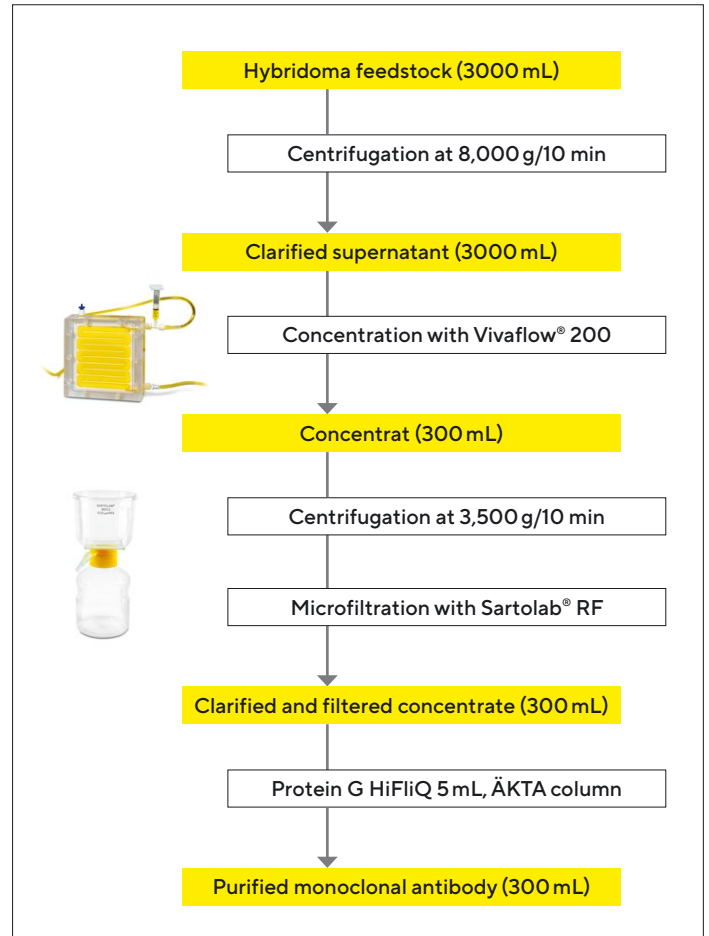 Hybridoma feedstock (3000 mL)
Centrifugation at 8,000 g/10 min
Clarified supernatant (3000 mL)
Concentration with Vivaflow® 200
Concentrat (300 mL)
Centrifugation at 3,500 g/10 min
Microfiltration with Sartolab® RF
Clarified and filtered concentrate (300 mL)
Protein G HiFliQ 5 mL, ÄKTA column
Purified monoclonal antibody (300 mL)